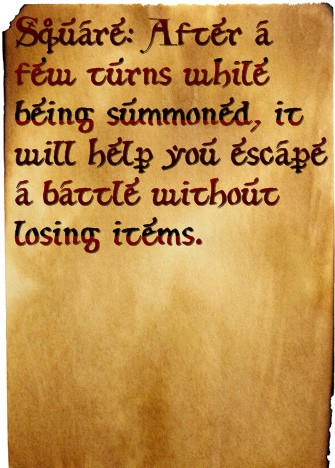 Square: After a
few turns while
being summoned, it
will help you escape
a battle without
losing items.